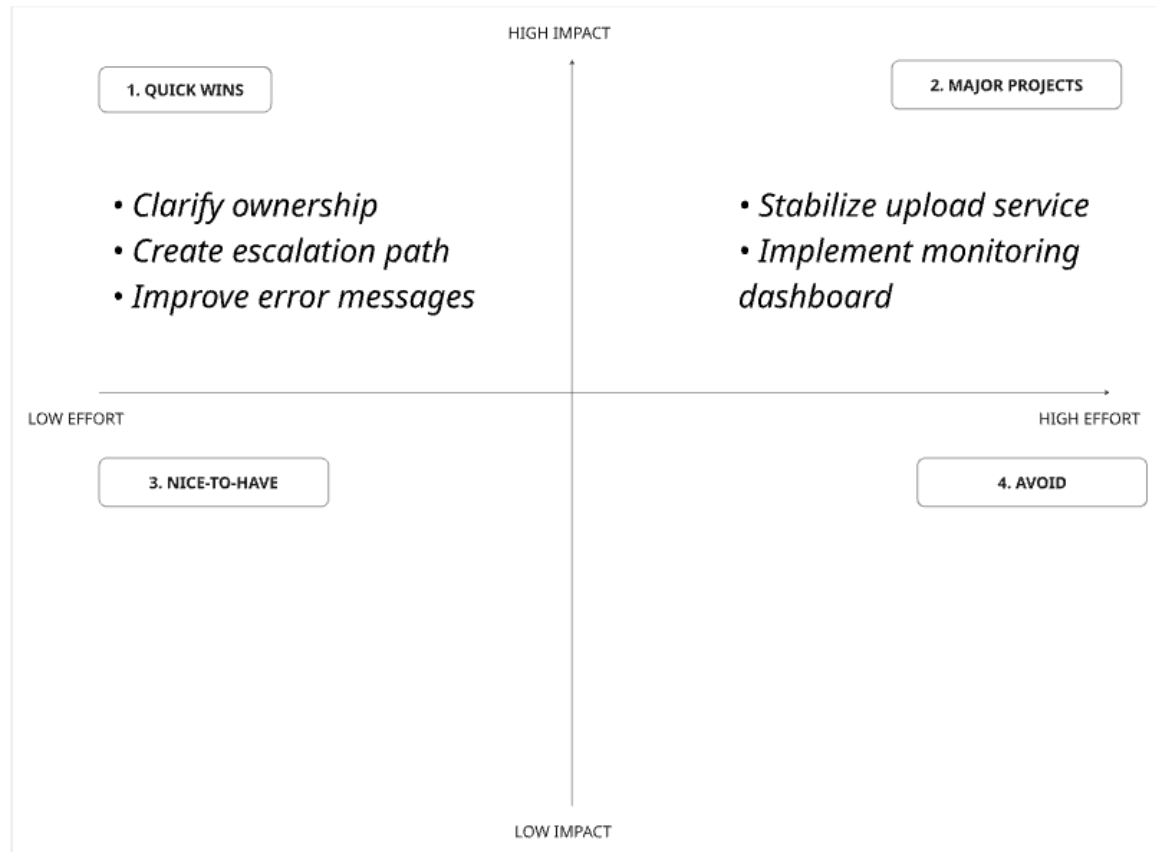 HIGH IMPACT
1. QUICK WINS
2. MAJOR PROJECTS
• Clarify ownership
• Create escalation path
• Improve error messages
• Stabilize upload service
• Implement monitoring
dashboard
LOW EFFORT
HIGH EFFORT
3. NICE-TO-HAVE
4. AVOID
LOW IMPACT